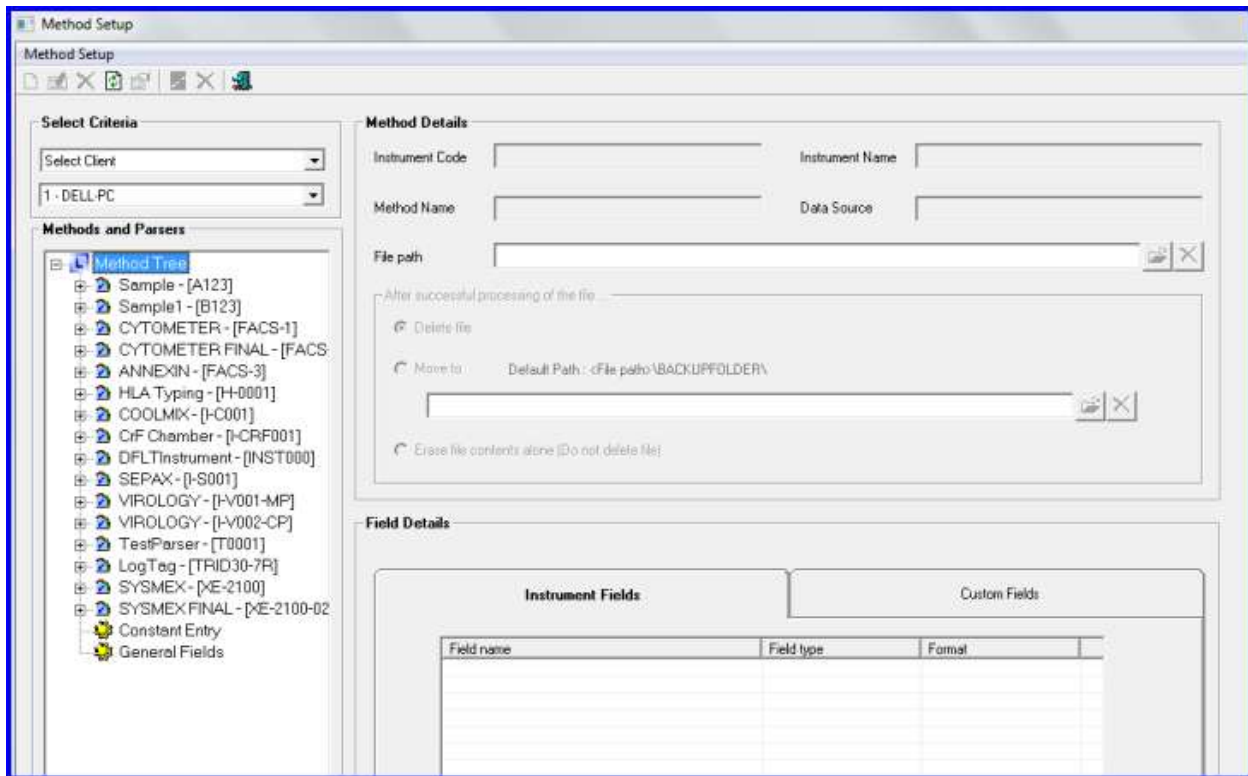 Method Setup
Method Setup
Select Criteria
Select Client
1 - DELL-PC
Methods and Parsers
Method Tree
Sample - [A123]
Sample1 - [B123]
CYTOMETER - [FACS-1]
CYTOMETER FINAL - [FACS
ANNEXIN - [FACS-3]
HLA Typing - [H-0001]
COOLMIX - [I-C001]
CrF Chamber - [I-CRF001]
DFLTInstrument - [INST000]
SEPAX - [I-S001]
VIROLOGY - [I-V001-MP]
VIROLOGY - [I-V002-CP]
TestParser - [T0001]
LogTag - [TRID30-7R]
SYSMEX - [XE-2100]
SYSMEX FINAL - [XE-2100-02
Constant Entry
General Fields
Method Details
Instrument Code
Instrument Name
Method Name
Data Source
File path
After successful processing of the file ...
Delete file
Move to Default Path : <File path>\BACKUPFOLDER\
Erase file contents alone (Do not delete file)
Field Details
Instrument Fields
Custom Fields
Field name Field type Format